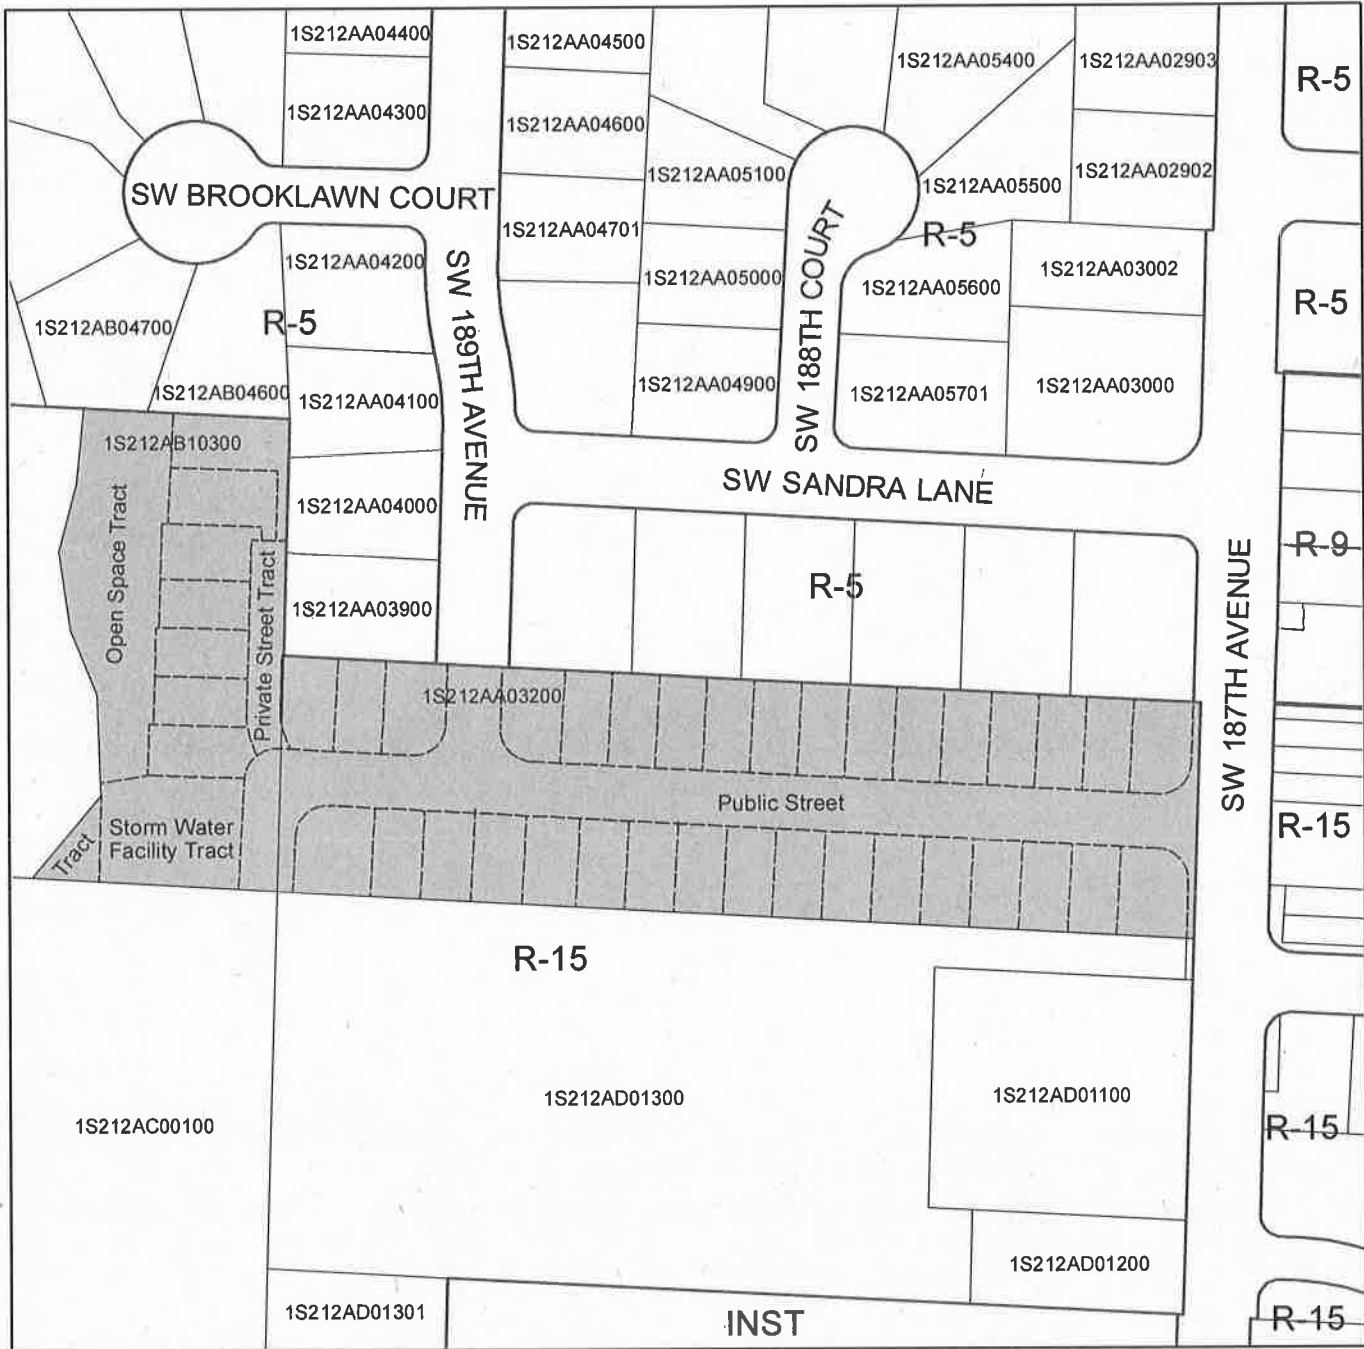 1S212AA04400
1S212AA04500
1S212AA05400
1S212AA02903
R-5
1S212AA04300
1S212AA04600
1S212AA05100
1S212AA05500
1S212AA02902
SW BROOKLAWN COURT
1S212AA04701
R-5
1S212AA04200
SW 189TH AVENUE
1S212AA05000
SW 188TH COURT
1S212AA05600
1S212AA03002
R-5
1S212AB04700
R-5
1S212AB04600
1S212AA04100
1S212AA04900
1S212AA05701
1S212AA03000
1S212AB10300
SW SANDRA LANE
1S212AA04000
Open Space Tract
Private Street Tract
R-5
R-9
1S212AA03900
SW 187TH AVENUE
1S212AA03200
Public Street
R-15
Storm Water
Facility Tract
Tract
R-15
1S212AD01300
1S212AD01100
1S212AC00100
R-15
1S212AD01200
1S212AD01301
INST
R-15